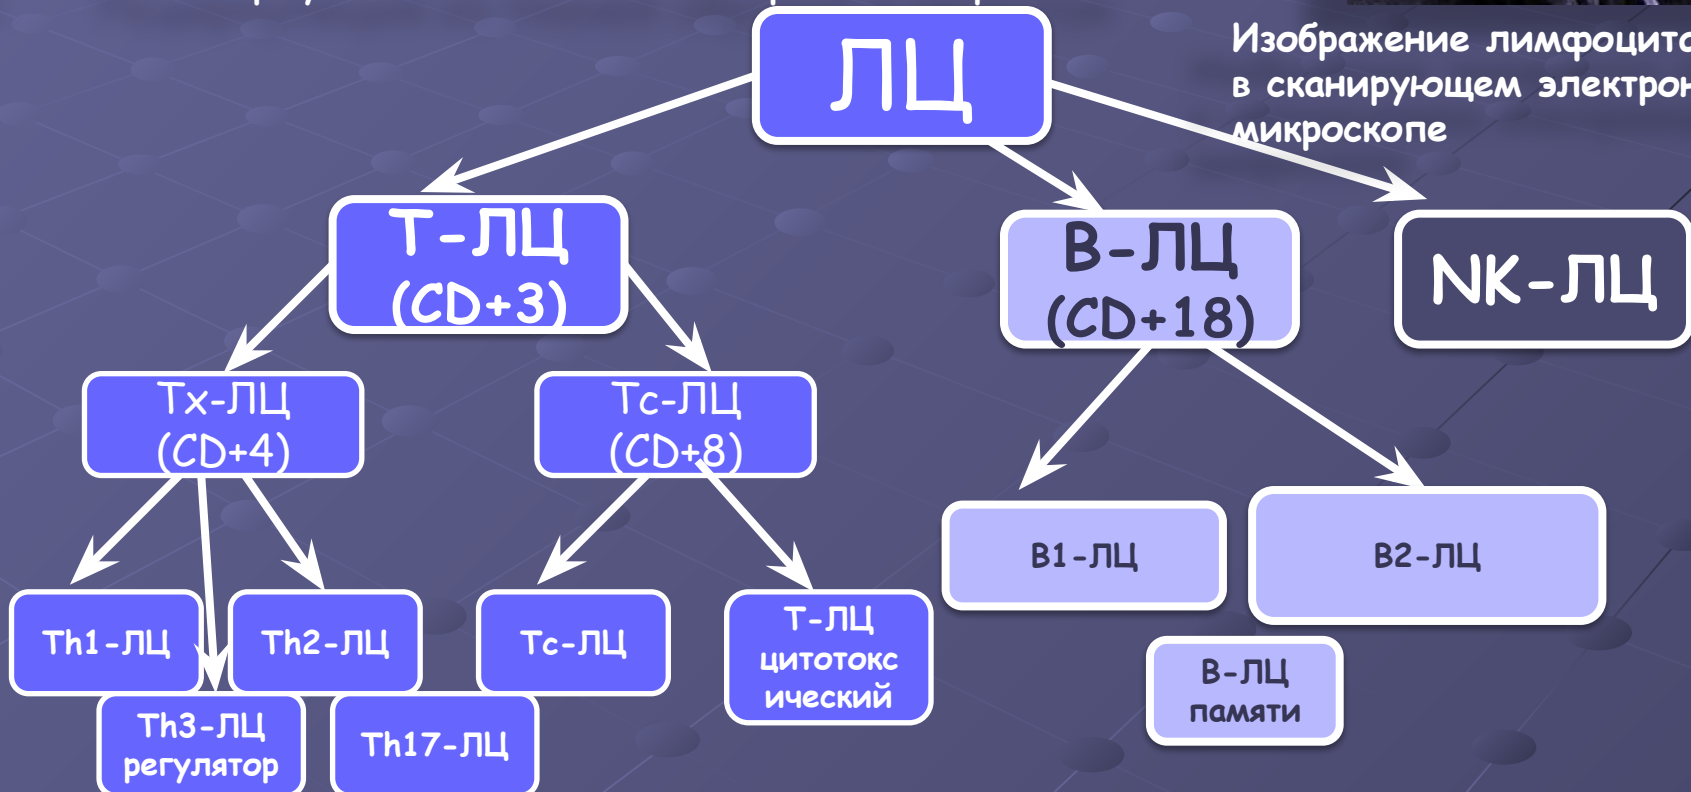 ЛЦ
Изображение
в сканирующем
микроскопе
Т-ЛЦ
(CD+3)
В-ЛЦ
(CD+18)
NK-ЛЦ
Тх-ЛЦ
(CD+4)
Тс-ЛЦ
(CD+8)
В1-ЛЦ
В2-ЛЦ
Th1-ЛЦ
Th2-ЛЦ
Тс-ЛЦ
Т-ЛЦ
цитотокс
ический
Th3-ЛЦ
регулятор
Th17-ЛЦ
В-ЛЦ
памяти